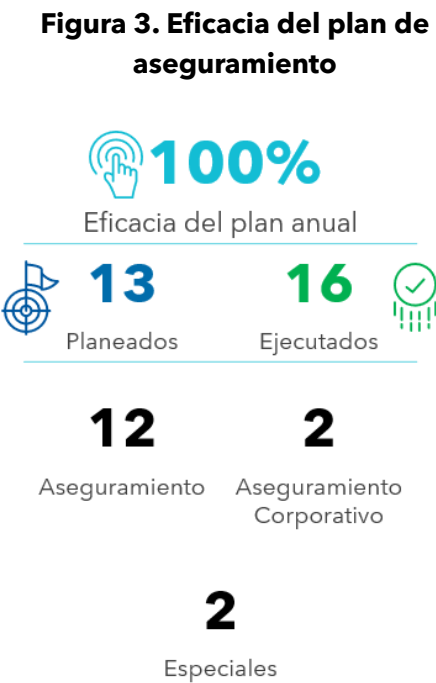 Figura 3. Eficacia del plan de
aseguramiento
100%
Eficacia del plan anual
13
16
Planeados
Ejecutados
12
2
Aseguramiento
Aseguramiento
Corporativo
2
Especiales